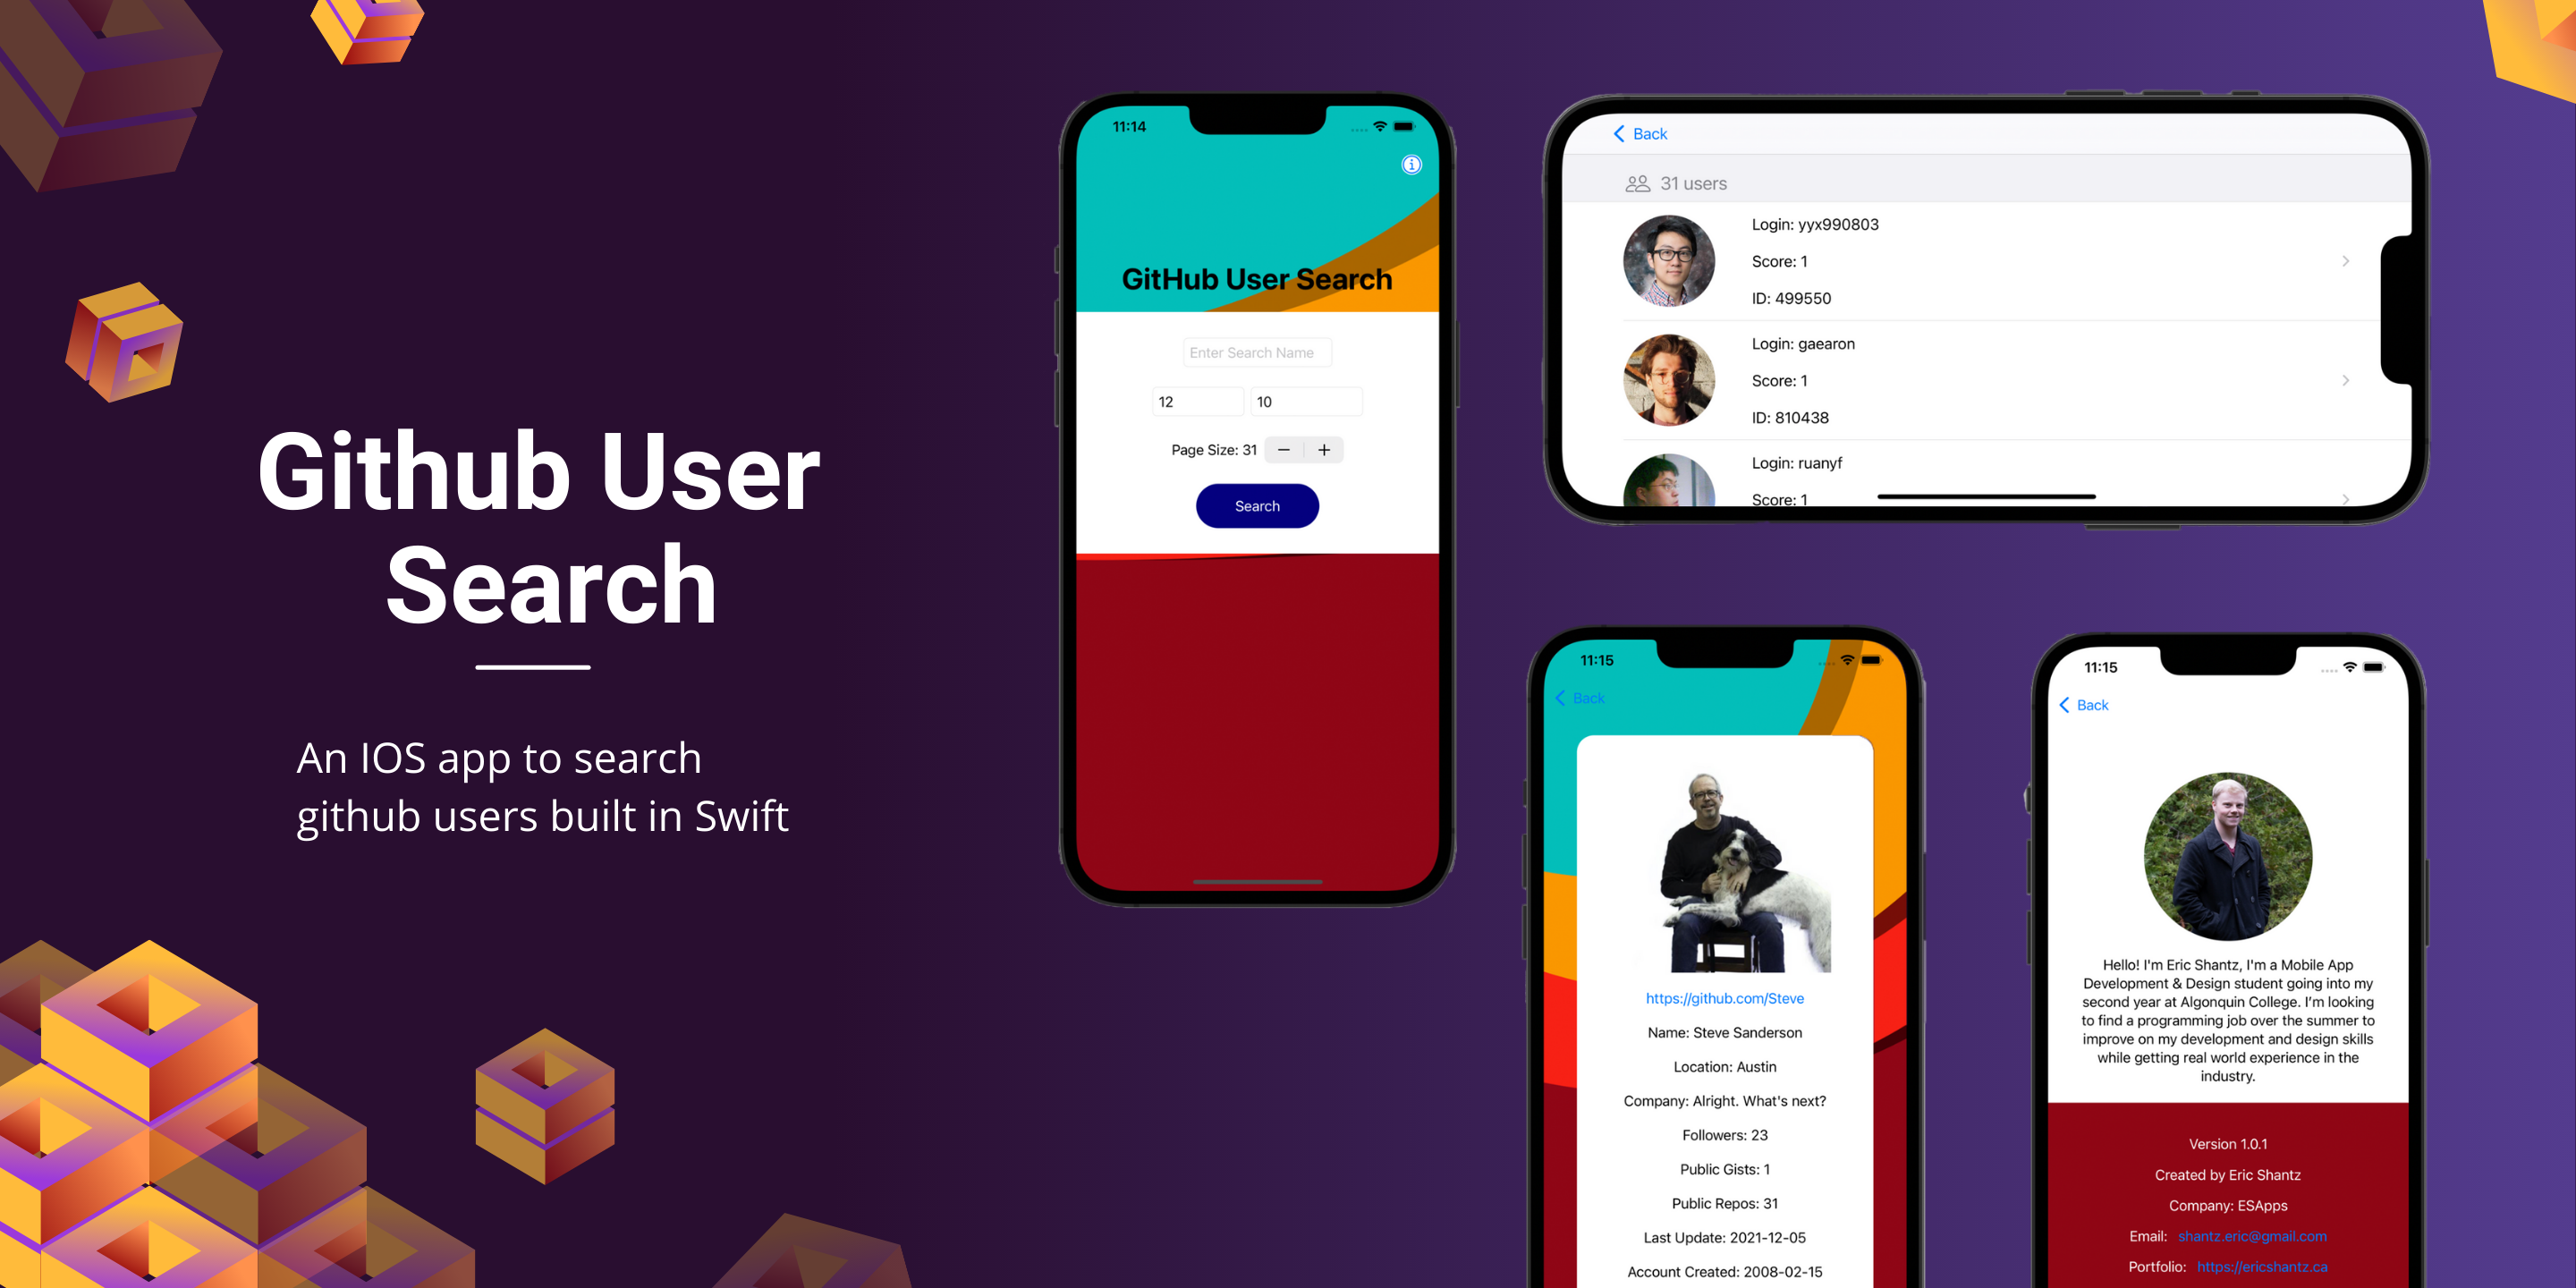 Github User
Search
An IOS app to search
github users built in Swift
11:14
GitHub User Search
Enter Search Name
12
10
Page Size: 31
Search
Back
31 users
Login: yyx990803
Score: 1
ID: 499550
Login: gaearon
Score: 1
ID: 810438
Login: ruanyf
Score: 1
11:15
Back
https://github.com/Steve
Name: Steve Sanderson
Location: Austin
Company: Alright. What's next?
Followers: 23
Public Gists: 1
Public Repos: 31
Last Update: 2021-12-05
Account Created: 2008-02-15
11:15
Back
Hello! I'm Eric Shantz, I'm a Mobile App
Development & Design student going into my
second year at Algonquin College. I'm looking
to find a programming job over the summer to
improve on my development and design skills
while getting real world experience in the
industry.
Version 1.0.1
Created by Eric Shantz
Company: ESApps
Email: shantz.eric@gmail.com
Portfolio: https://ericshantz.ca